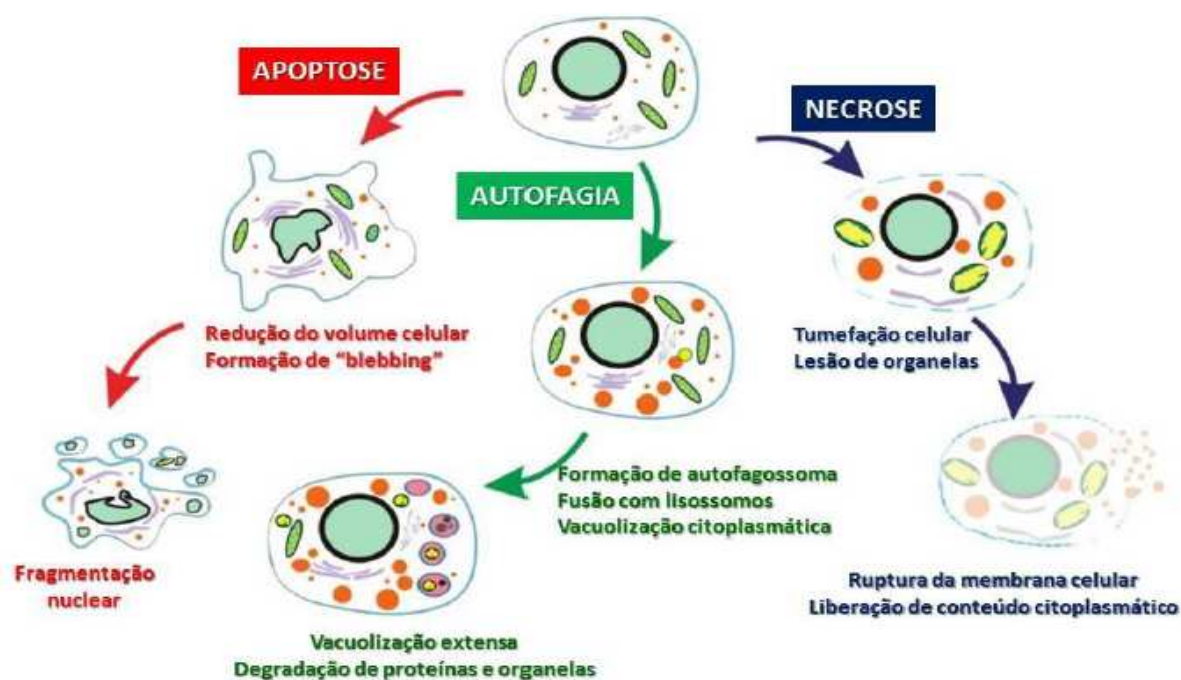 APOPTOSE
NECROSE
AUTOFAGIA
Redução do volume celular
Formação de “blebbing”
Tumefação celular
Lesão de organelas
Formação de autofagossoma
Fusão com lisossomos
Vacuolização citoplasmática
Fragmentação
nuclear
Ruptura da membrana celular
Liberação de conteúdo citoplasmático
Vacuolização extensa
Degradação de proteínas e organelas